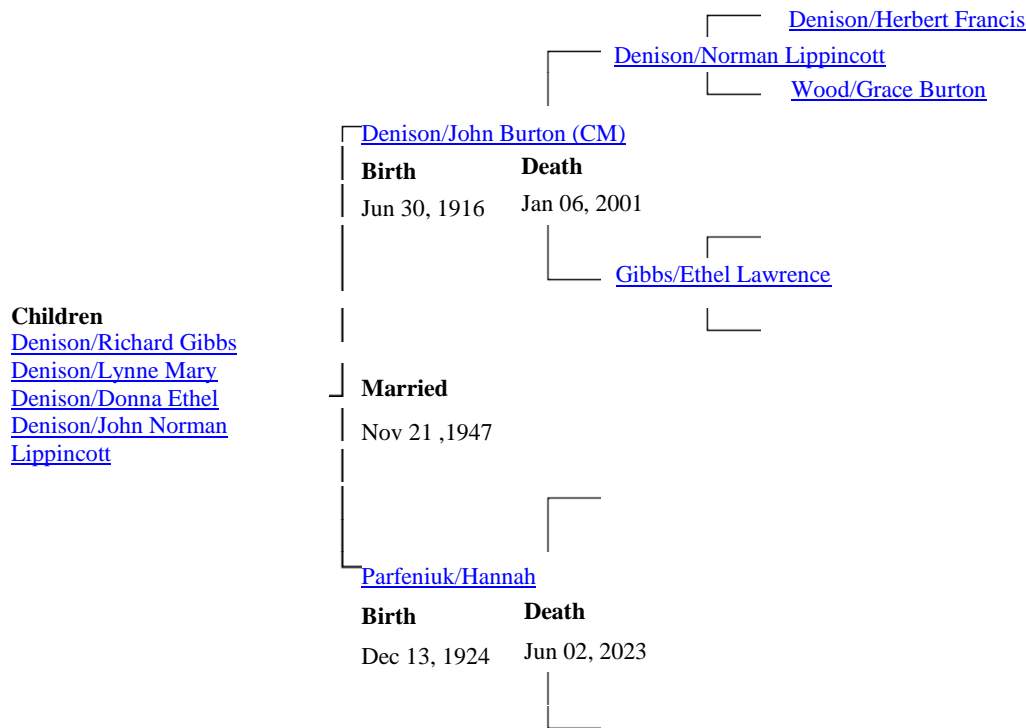 Denison/Herbert Francis
Denison/Norman Lippincott
Wood/Grace Burton
Denison/John Burton (CM)
Birth Death
Jun 30, 1916 Jan 06, 2001
Gibbs/Ethel Lawrence
Children
Denison/Richard Gibbs
Denison/Lynne Mary
Denison/Donna Ethel
Denison/John Norman
Lippincott
Married
Nov 21 ,1947
Parfeniuk/Hannah
Birth Death
Dec 13, 1924 Jun 02, 2023